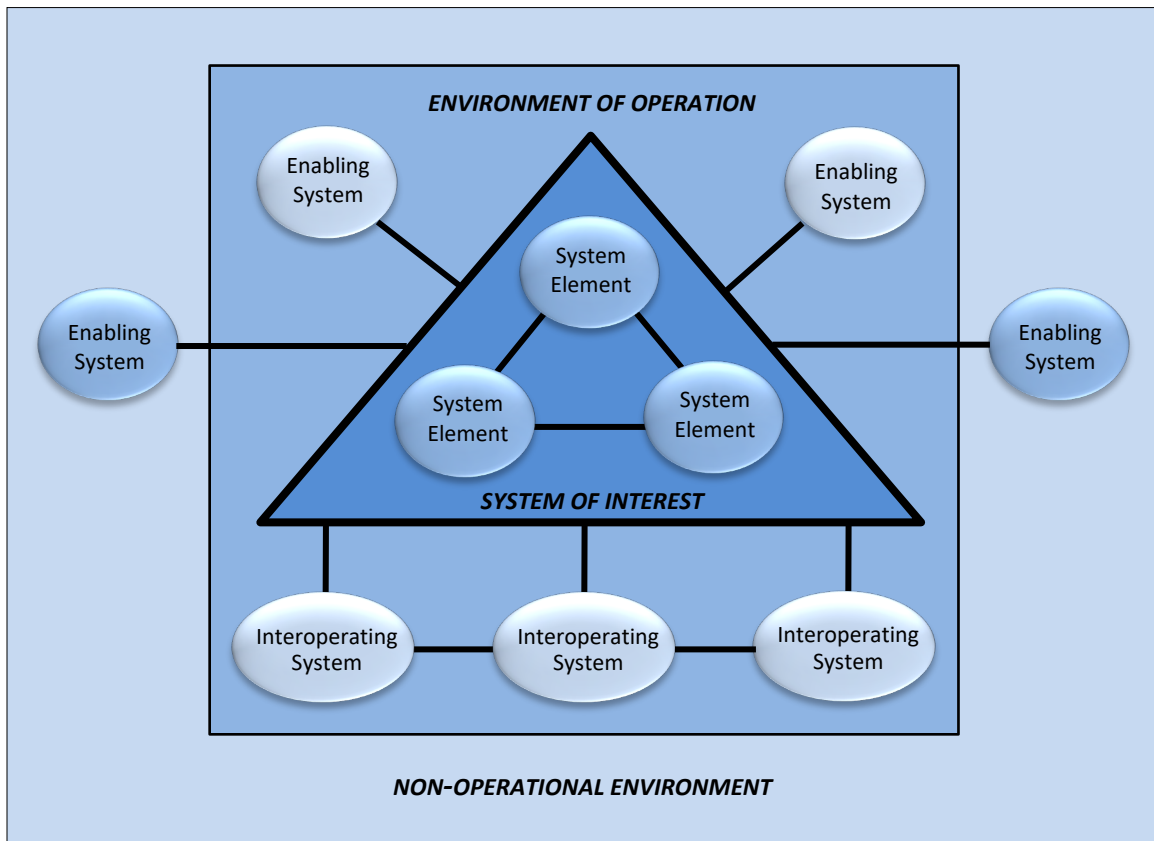 ENVIRONMENT OF OPERATION
Enabling
System
Enabling
System
System
Element
Enabling
System
Enabling
System
System
Element
System
Element
SYSTEM OF INTEREST
Interoperating
System
Interoperating
System
Interoperating
System
NON-OPERATIONAL ENVIRONMENT